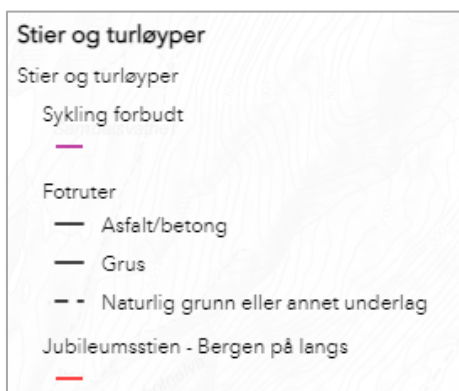 Stier og turløyper
Stier og turløyper
Sykling forbudt
Fotruter
Asfalt/betong
Grus
Naturlig grunn eller annet underlag
Jubileumsstien - Bergen på langs